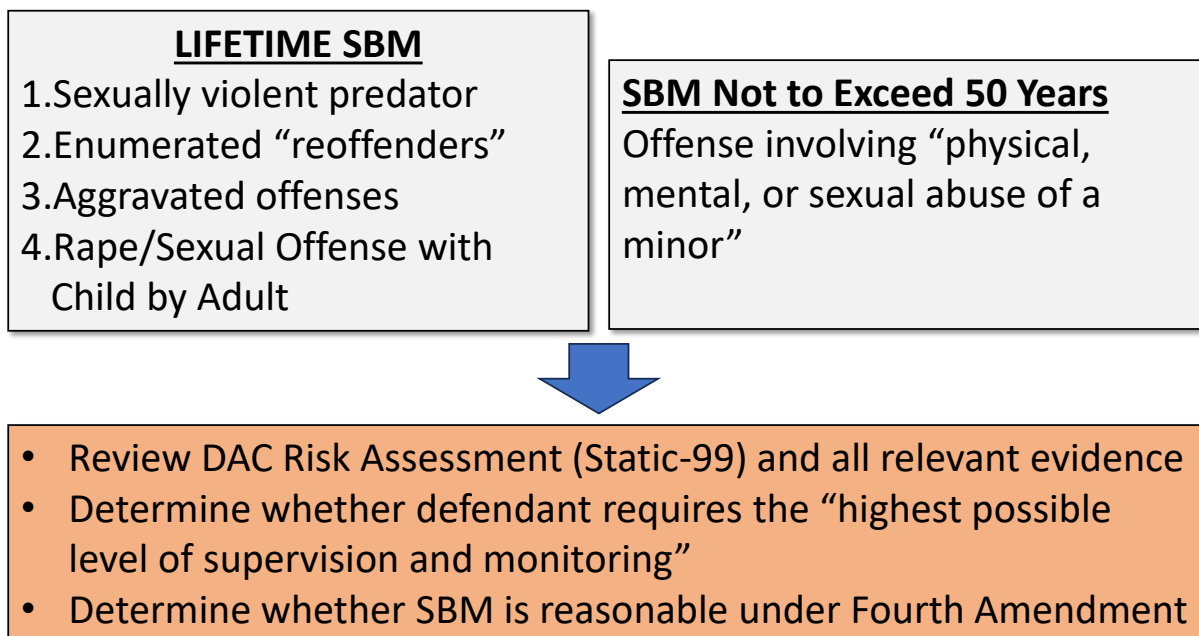 LIFETIME SBM
1.Sexually violent predator
2.Enumerated “reoffenders”
3.Aggravated offenses
4.Rape/Sexual Offense with
Child by Adult
SBM Not to Exceed 50 Years
Offense involving “physical,
mental, or sexual abuse of a
minor”
• Review DAC Risk Assessment (Static-99) and all relevant evidence
• Determine whether defendant requires the “highest possible
level of supervision and monitoring”
• Determine whether SBM is reasonable under Fourth Amendment